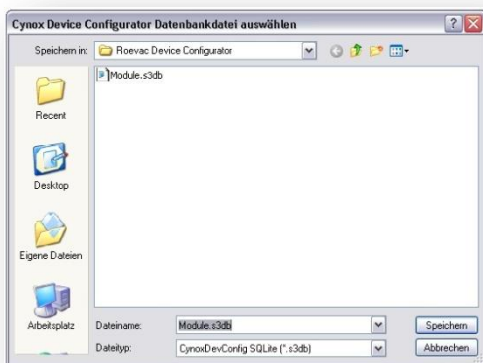 Cynox Device Configurator Datenbankdatei auswählen
Speichern in: Roevac Device Configurator
Module.s3db
Recent
Desktop
Eigene Dateien
Arbeitsplatz
Dateiname: Module.s3db Speichern
Dateityp: CynoxDevConfig SQLite (*.s3db) Abbrechen